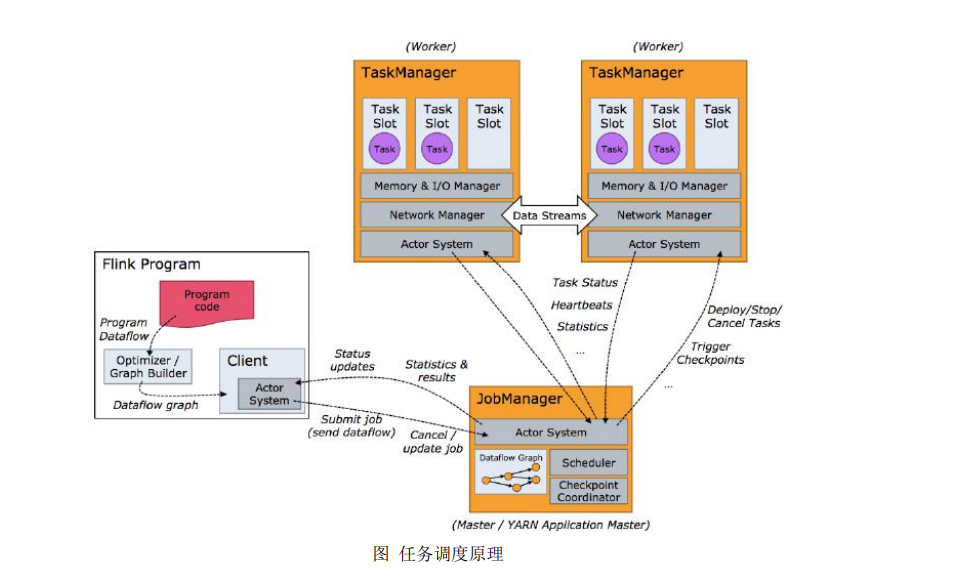 (Worker)
(Worker)
TaskManager
TaskManager
Task
Slot
Task
Slot
Task
Slot
Task
Slot
Task
Slot
Task
Slot
Task
Task
Task
Task
Memory & I/O Manager
Memory & I/O Manager
Network Manager
Data Streams
Network Manager
Actor System
Actor System
Flink Program
Program
code
Program
Dataflow
Optimizer /
Graph Builder
Dataflow graph
Client
Actor
System
Status
updates
Statistics &
results
Submit job
(send dataflow)
Cancel /
update job
Task Status
Heartbeats
Statistics
...
Deploy/Stop/
Cancel Tasks
Trigger
Checkpoints
...
JobManager
Actor System
Dataflow Graph
Scheduler
Checkpoint
Coordinator
(Master / YARN Application Master)
图 任务调度原理